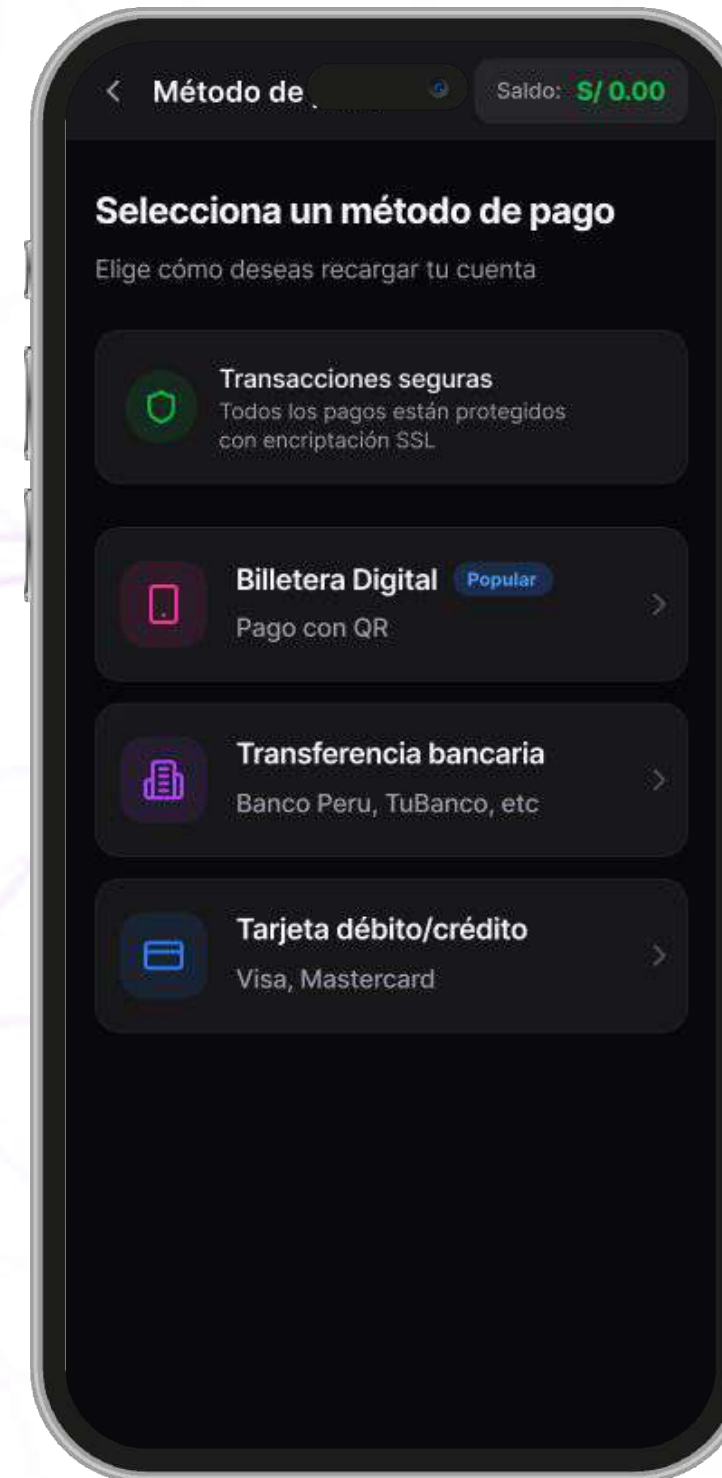 Método de
Saldo: S/ 0.00
Selecciona un método de pago
Elige cómo deseas recargar tu cuenta
Transacciones seguras
Todos los pagos están protegidos
con encriptación SSL
Billetera Digital Popular
Pago con QR
Transferencia bancaria
Banco Peru, TuBanco, etc
Tarjeta débito/crédito
Visa, Mastercard